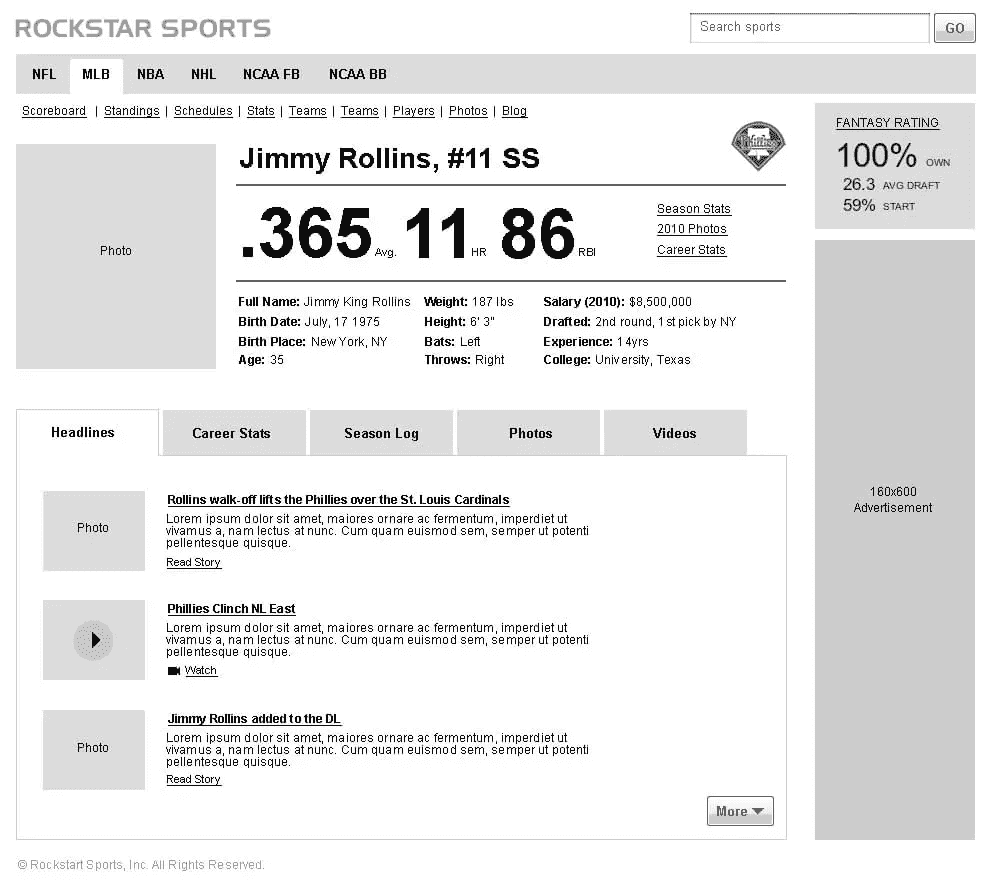 ROCKSTAR SPORTS
Search sports GO
NFL MLB NBA NHL NCAA FB NCAA BB
Scoreboard | Standings | Schedules | Stats | Teams | Teams | Players | Photos | Blog
Photo
Jimmy Rollins, #11 SS
Phillies
.365 Avg. 11 HR 86 RBI
Season Stats
2010 Photos
Career Stats
Full Name: Jimmy King Rollins Weight: 187 lbs Salary (2010): $8,500,000
Birth Date: July, 17 1975 Height: 6' 3" Drafted: 2nd round, 1st pick by NY
Birth Place: New York, NY Bats: Left Experience: 14yrs
Age: 35 Throws: Right College: University, Texas
FANTASY RATING
100% OWN
26.3 AVG DRAFT
59% START
160x600
Advertisement
Headlines Career Stats Season Log Photos Videos
Photo
Rollins walk-off lifts the Phillies over the St. Louis Cardinals
Lorem ipsum dolor sit amet, maiores ornare ac fermentum, imperdiet ut
vivamus a, nam lectus at nunc. Cum quam euismod sem, semper ut potenti
pellentesque quisque.
Read Story
Phillies Clinch NL East
Lorem ipsum dolor sit amet, maiores ornare ac fermentum, imperdiet ut
vivamus a, nam lectus at nunc. Cum quam euismod sem, semper ut potenti
pellentesque quisque.
Watch
Photo
Jimmy Rollins added to the DL
Lorem ipsum dolor sit amet, maiores ornare ac fermentum, imperdiet ut
vivamus a, nam lectus at nunc. Cum quam euismod sem, semper ut potenti
pellentesque quisque.
Read Story
More
© Rockstart Sports, Inc. All Rights Reserved.